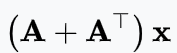 (𝐀 + 𝐀^⊤) 𝐱